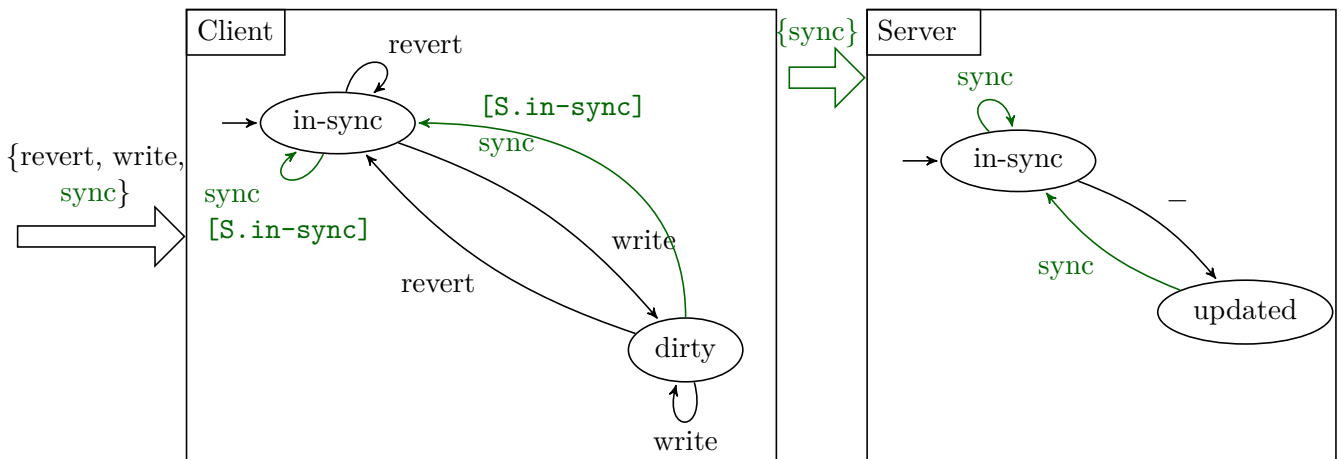 Client
{sync}
Server
revert
in-sync
[S.in-sync]
sync
sync
in-sync
{revert, write,
sync}
sync
[S.in-sync]
write
revert
–
sync
updated
dirty
write